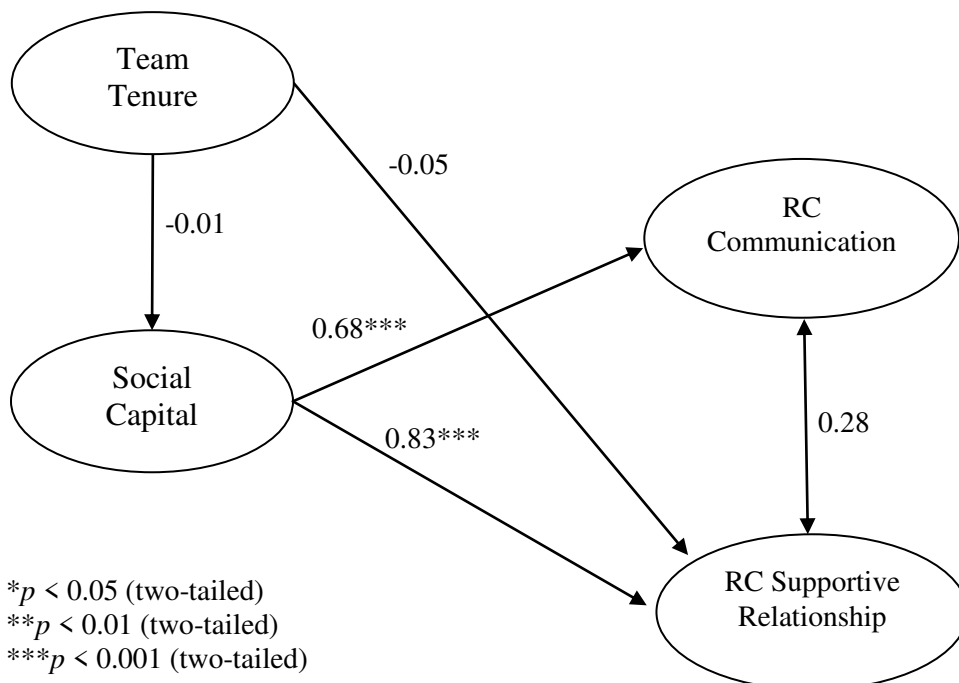 Team
Tenure
-0.05
RC
Communication
-0.01
0.68***
Social
Capital
0.83***
0.28
RC Supportive
Relationship
*p < 0.05 (two-tailed)
**p < 0.01 (two-tailed)
***p < 0.001 (two-tailed)